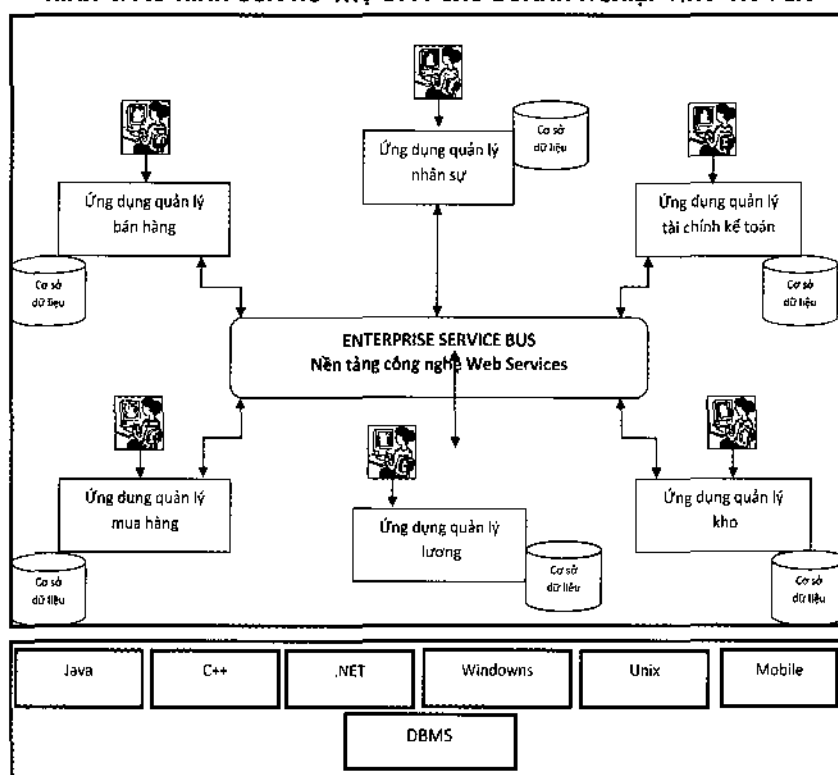 Cơ sở
dữ liệu
Ứng dụng quản lý
nhân sự
Ứng dụng quản lý
bán hàng
Ứng dụng quản lý
tài chính kế toán
Cơ sở
dữ liệu
Cơ sở
dữ liệu
ENTERPRISE SERVICE BUS
Nền tảng công nghệ Web Services
Ứng dụng quản lý
mua hàng
Ứng dụng quản lý
lương
Ứng dụng quản lý
kho
Cơ sở
dữ liệu
Cơ sở
dữ liệu
Cơ sở
dữ liệu
Java
C++
.NET
Windowns
Unix
Mobile
DBMS